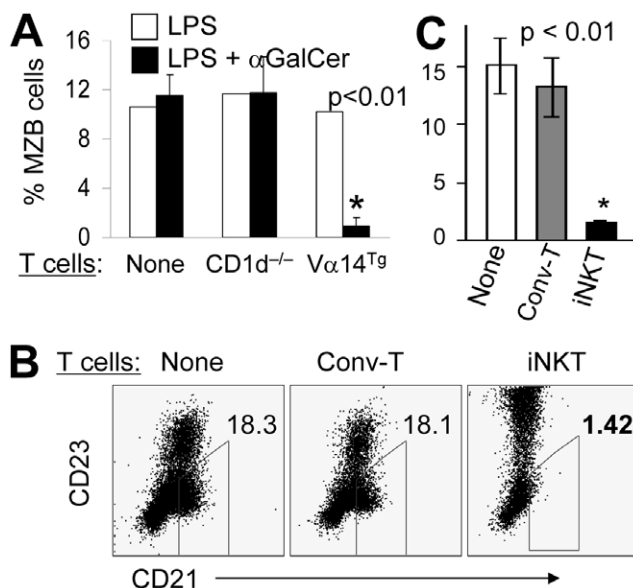 A
LPS
LPS + αGalCer
% MZB cells
16
12
8
4
0
p<0.01
*
T cells: None CD1d–/– Vα14Tg
C
p < 0.01
15
10
5
0
*
None
Conv-T
iNKT
B
T cells: None Conv-T iNKT
18.3 18.1 1.42
CD23
CD21